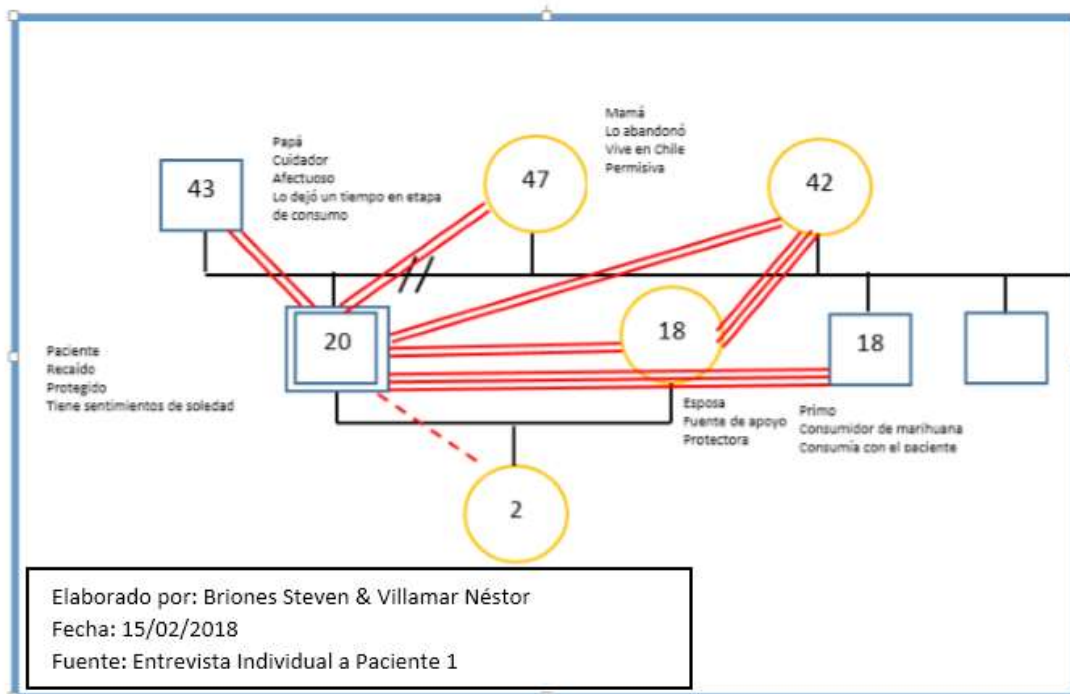 Mamá
Lo abandonó
Vive en Chile
Permisiva
Papá
Cuidador
Afectuoso
Lo dejó un tiempo en etapa
de consumo
43
47
42
20
18
18
Paciente
Recaído
Protegido
Tiene sentimientos de soledad
Esposa
Fuente de apoyo
Protectora
Primo
Consumidor de marihuana
Consumía con el paciente
2
Elaborado por: Briones Steven & Villamar Néstor
Fecha: 15/02/2018
Fuente: Entrevista Individual a Paciente 1